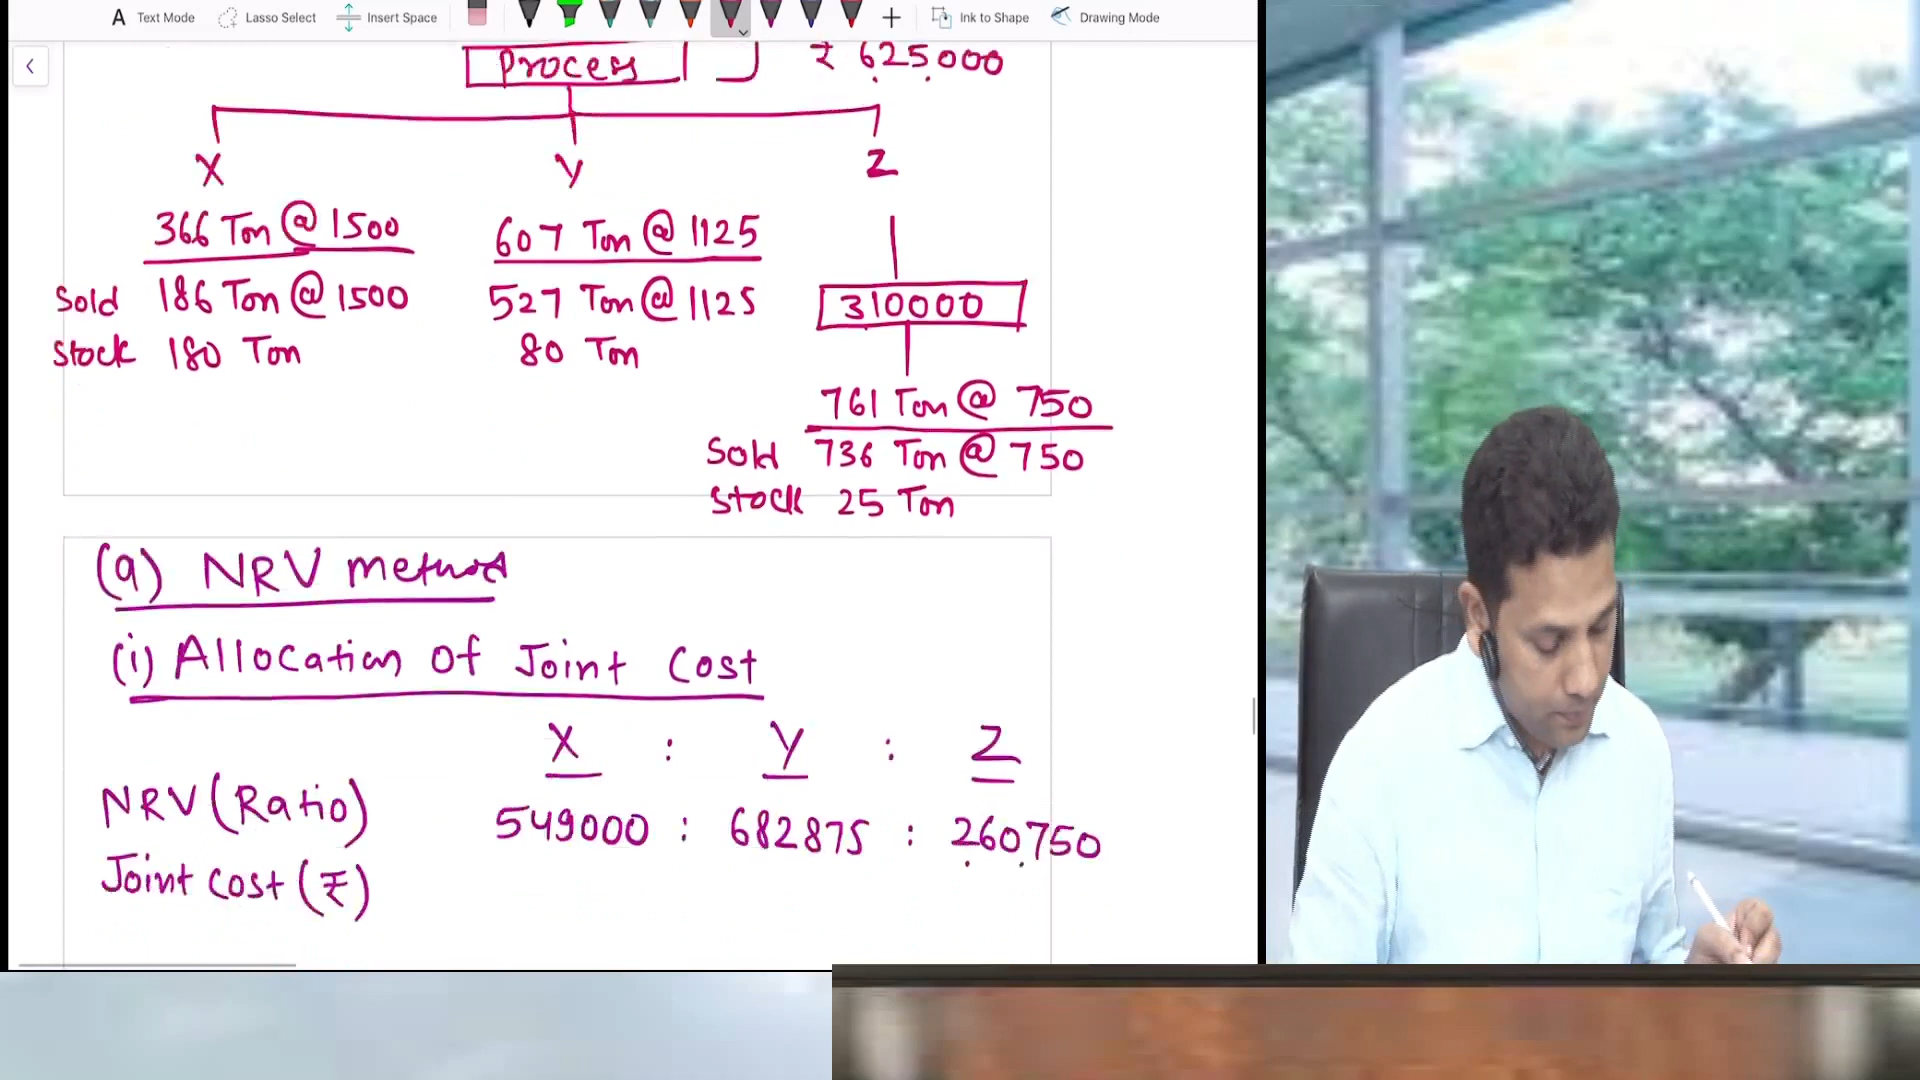 A Text Mode Lasso Select Insert Space Ink to Shape Drawing Mode
Process ₹ 625000
X Y Z
366 Ton @ 1500 607 Ton @ 1125
Sold 186 Ton @ 1500 527 Ton @ 1125 310000
Stock 180 Ton 80 Ton
761 Ton @ 750
Sold 736 Ton @ 750
Stock 25 Ton
(a) NRV method
(i) Allocation of Joint Cost
X : Y : Z
NRV (Ratio) 549000 : 682875 : 260750
Joint Cost (₹)